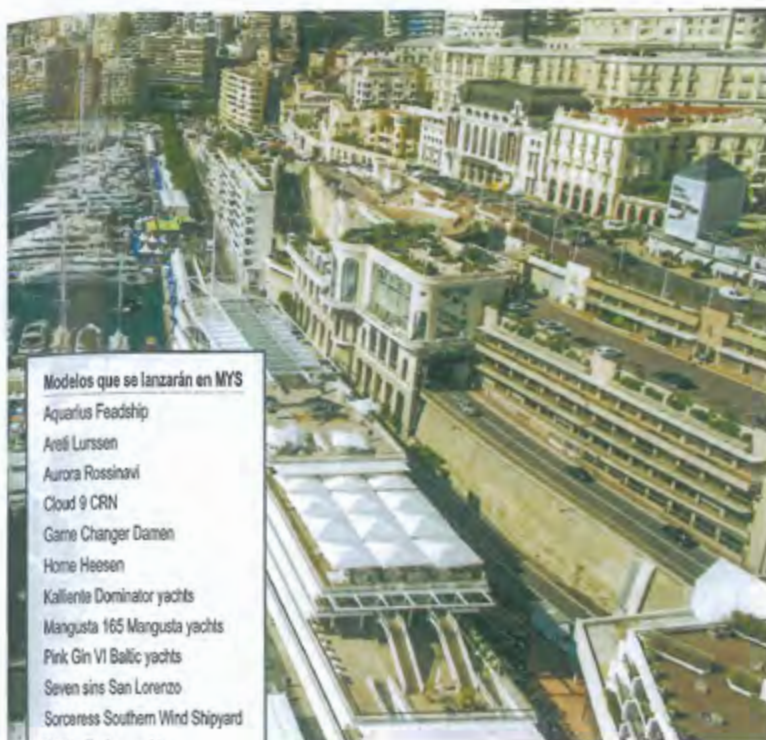 Modelos que se lanzarán en MYS
Aquarius Feadship
Areti Lurssen
Aurora Rossinavi
Cloud 9 CRN
Game Changer Damen
Home Heesen
Kalliente Dominator yachts
Mangusta 165 Mangusta yachts
Pink Gin VI Baltic yachts
Seven sins San Lorenzo
Sorceress Southern Wind Shipyard